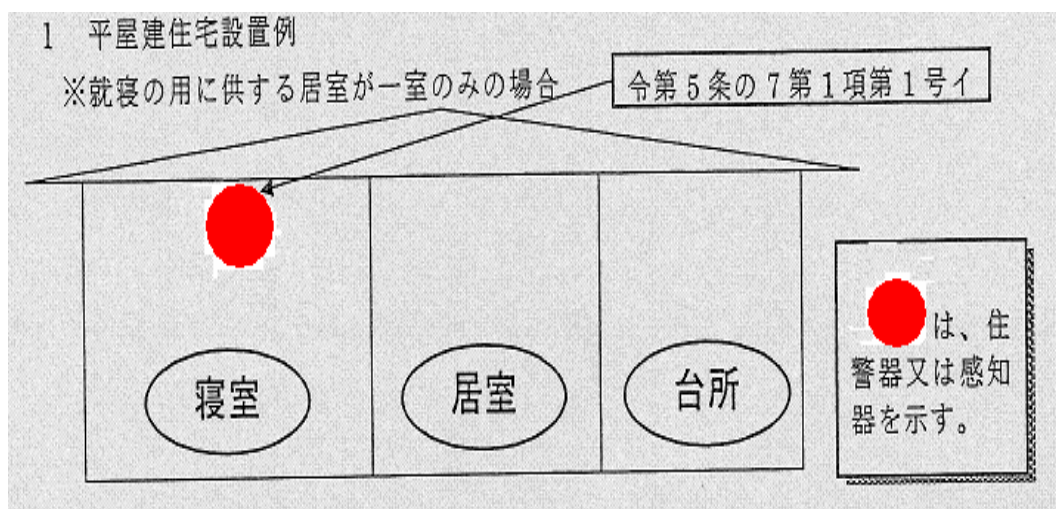 1 平屋建住宅設置例
※就寝の用に供する居室が一室のみの場合
令第5条の7第1項第1号イ
寝室
居室
台所
は、住
警器又は感知
器を示す。